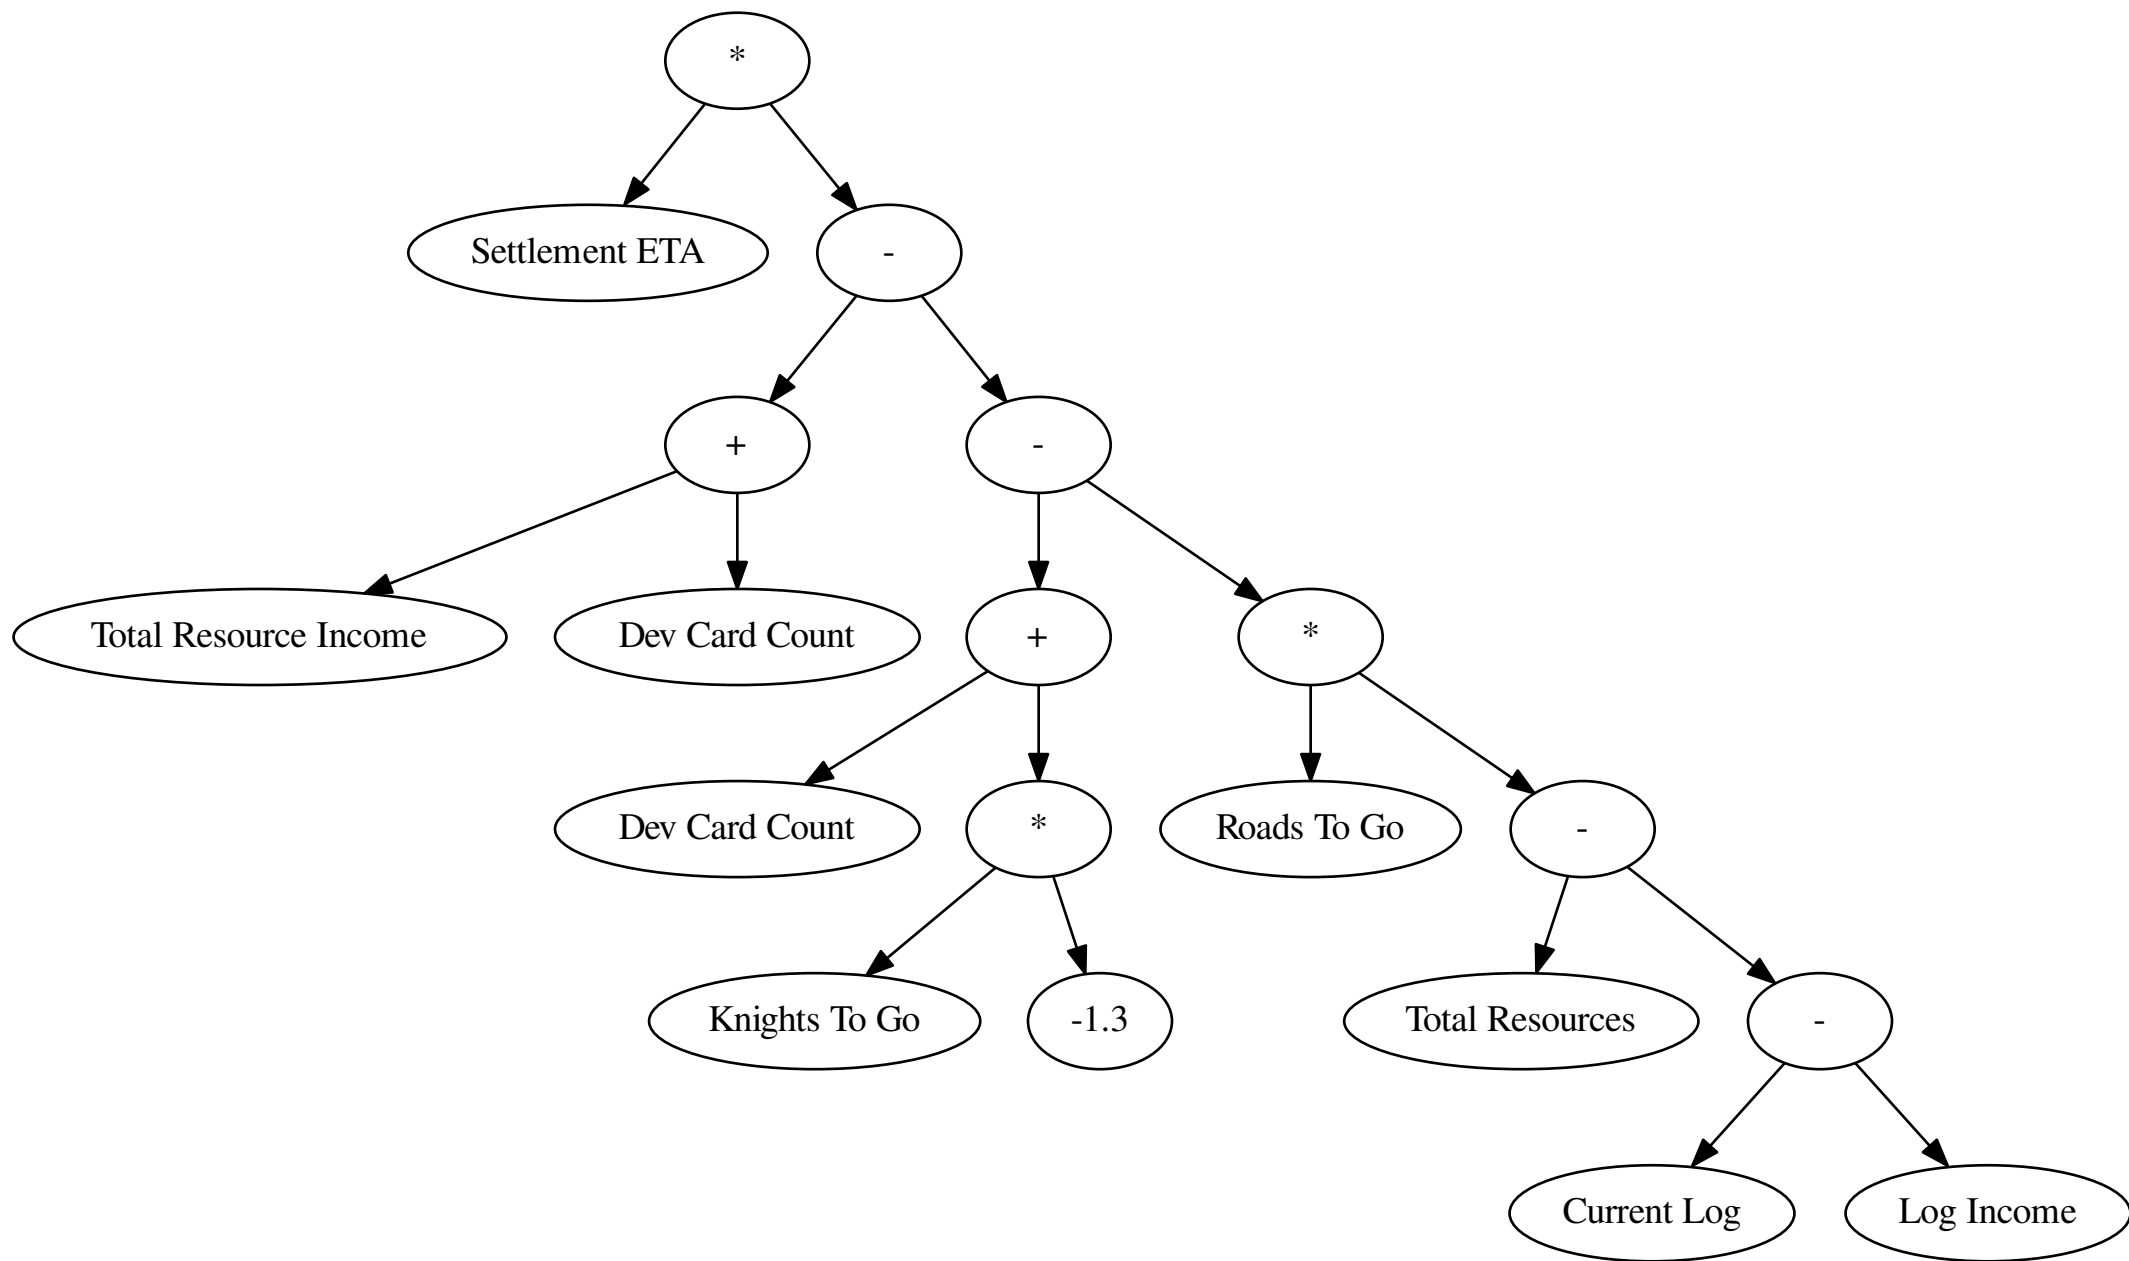 *
Settlement ETA
-
+
-
Total Resource Income
Dev Card Count
+
*
Dev Card Count
*
Roads To Go
-
Knights To Go
-1.3
Total Resources
-
Current Log
Log Income